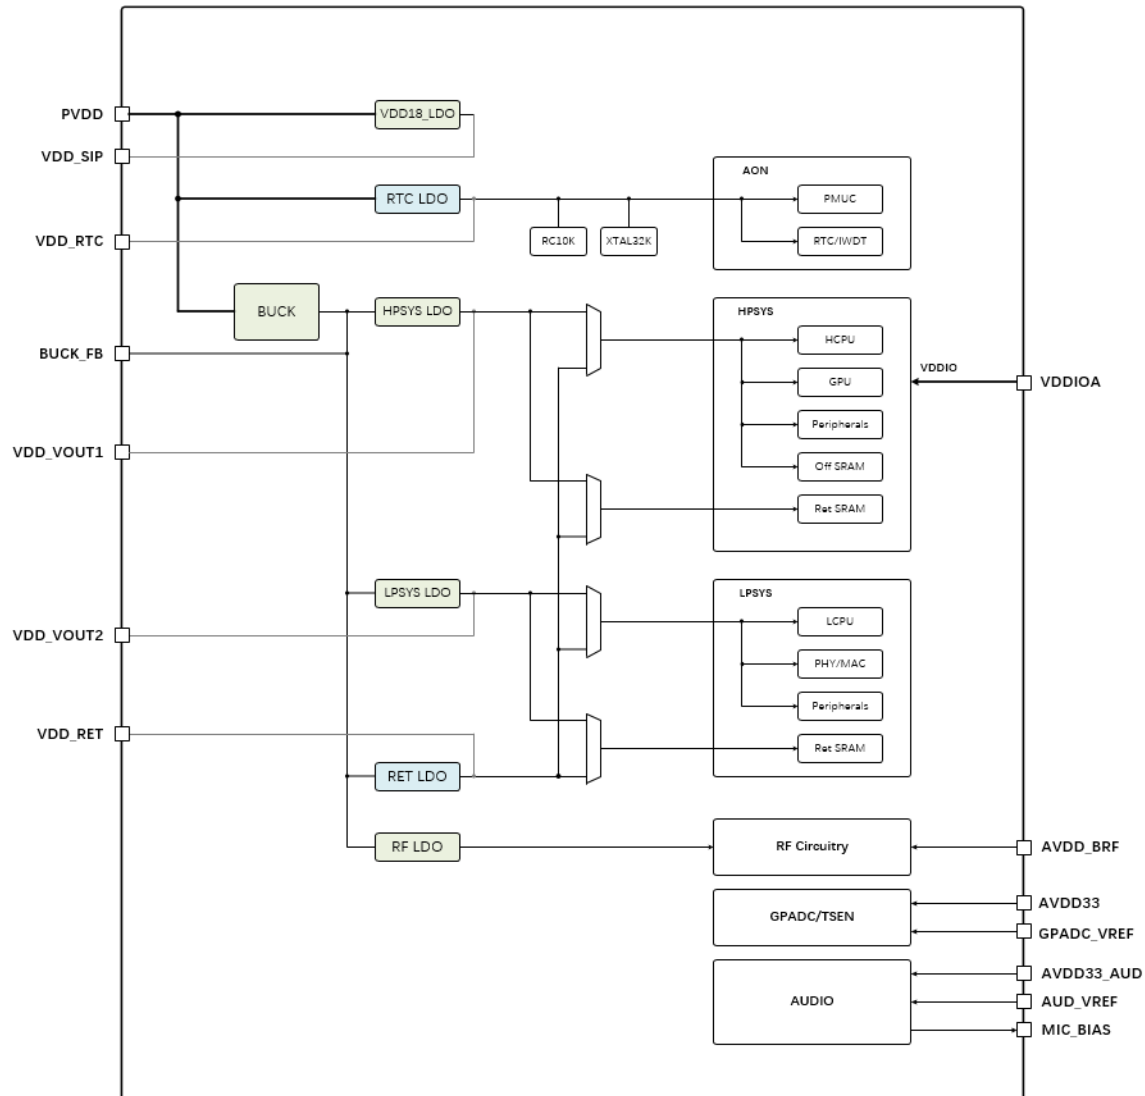 PVDD
VDD18_LDO
VDD_SIP
AON
RTC LDO
PMUC
VDD_RTC
RC10K
XTAL32K
RTC/IWDT
BUCK
HPSYS LDO
HPSYS
HCPU
BUCK_FB
VDDIO
GPU
VDDIOA
Peripherals
VDD_VOUT1
Off SRAM
Ret SRAM
LPSYS LDO
LPSYS
LCPU
VDD_VOUT2
PHY/MAC
Peripherals
VDD_RET
Ret SRAM
RET LDO
RF LDO
RF Circuitry
AVDD_BRF
AVDD33
GPADC/TSEN
GPADC_VREF
AVDD33_AUD
AUDIO
AUD_VREF
MIC_BIAS